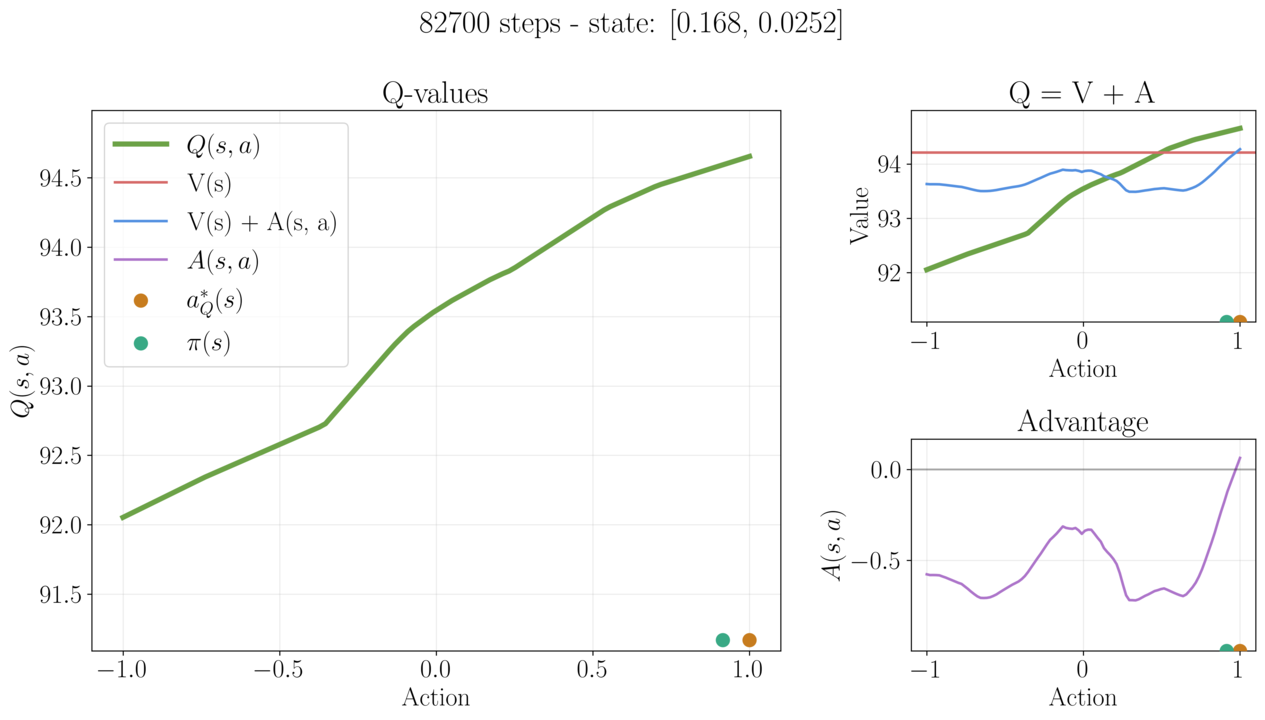 82700 steps - state: [0.168, 0.0252]
Q-values
Q(s, a)
V(s)
V(s) + A(s, a)
A(s, a)
a*Q(s)
π(s)
Q(s, a)
94.5
94.0
93.5
93.0
92.5
92.0
91.5
−1.0 −0.5 0.0 0.5 1.0
Action
Q = V + A
Value
94
93
92
−1 0 1
Action
Advantage
A(s, a)
0.0
−0.5
−1 0 1
Action